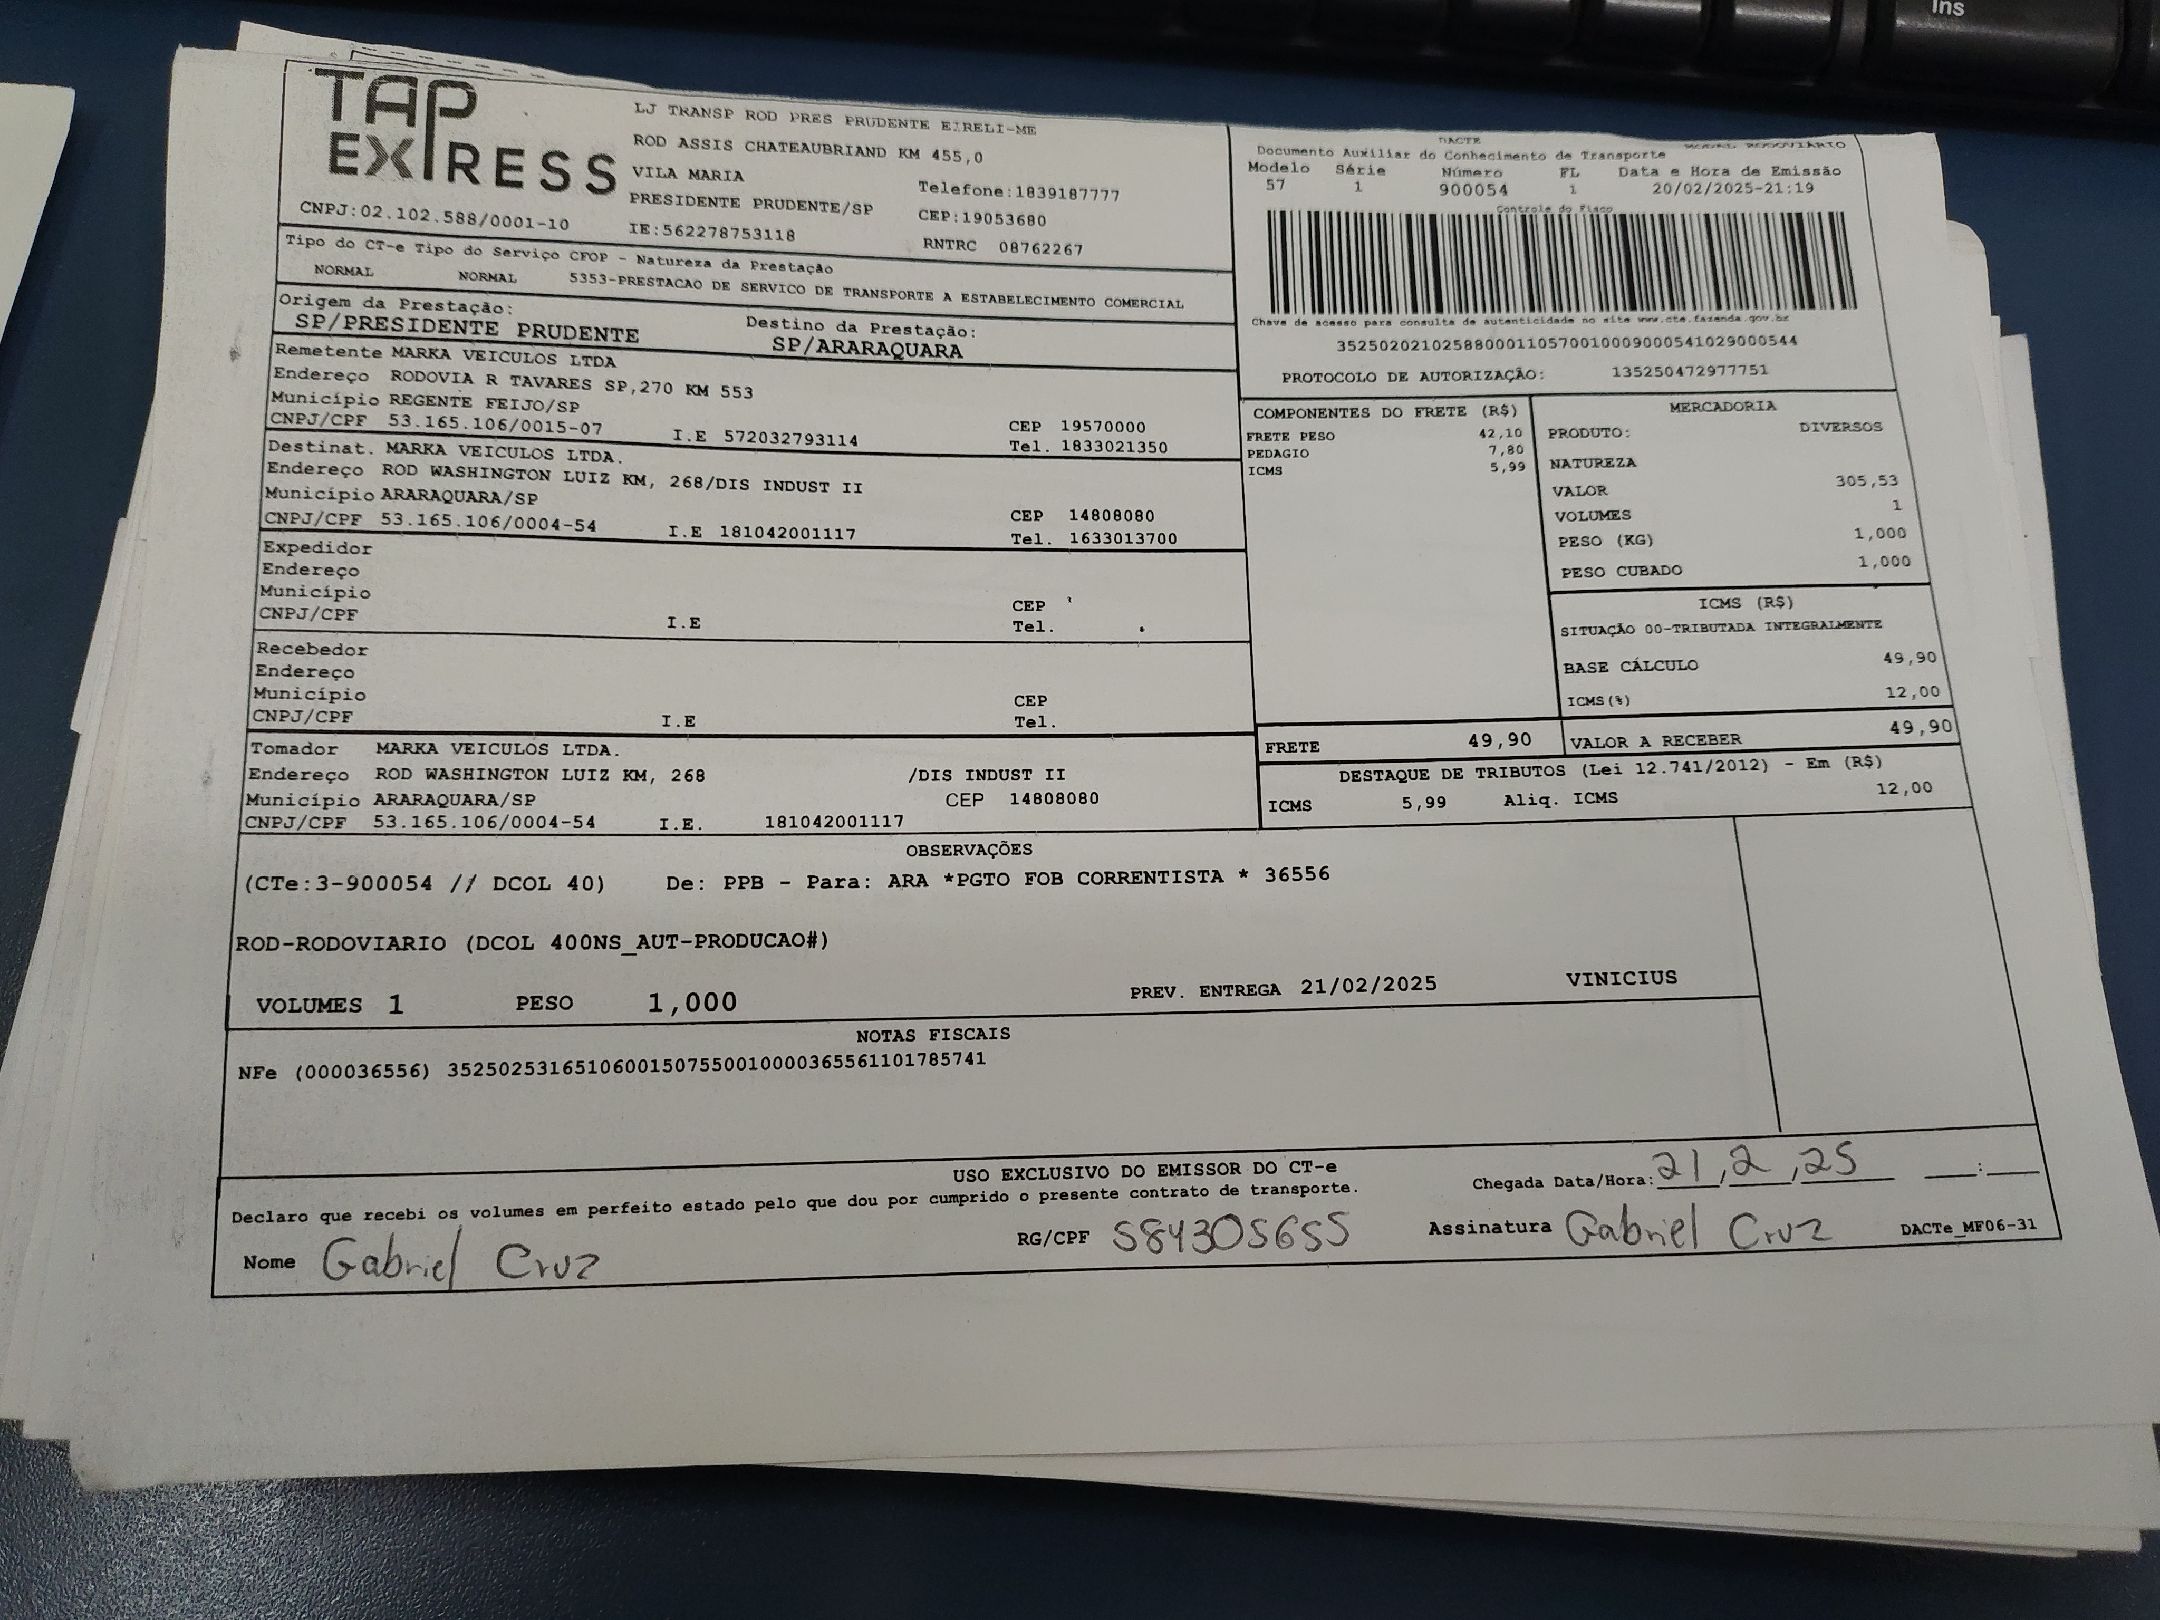 Ins
TAP EXPRESS
LJ TRANSP ROD PRES PRUDENTE EIRELI-ME
ROD ASSIS CHATEAUBRIAND KM 455,0
VILA MARIA Telefone:1839187777
PRESIDENTE PRUDENTE/SP CEP:19053680
CNPJ:02.102.588/0001-10 IE:562278753118 RNTRC 08762267
DACTE
Documento Auxiliar do Conhecimento de Transporte MODAL RODOVIÁRIO
Modelo Série Número FL Data e Hora de Emissão
57 1 900054 1 20/02/2025-21:19
Controle do Fisco
Chave de acesso para consulta de autenticidade no site www.cte.fazenda.gov.br
35250202102588000110570010009000541029000544
PROTOCOLO DE AUTORIZAÇÃO: 135250472977751
Tipo do CT-e Tipo do Serviço CFOP - Natureza da Prestação
NORMAL NORMAL 5353-PRESTACAO DE SERVICO DE TRANSPORTE A ESTABELECIMENTO COMERCIAL
Origem da Prestação: Destino da Prestação:
SP/PRESIDENTE PRUDENTE SP/ARARAQUARA
Remetente MARKA VEICULOS LTDA
Endereço RODOVIA R TAVARES SP,270 KM 553
Município REGENTE FEIJO/SP CEP 19570000
CNPJ/CPF 53.165.106/0015-07 I.E 572032793114 Tel. 1833021350
Destinat. MARKA VEICULOS LTDA.
Endereço ROD WASHINGTON LUIZ KM, 268/DIS INDUST II
Município ARARAQUARA/SP CEP 14808080
CNPJ/CPF 53.165.106/0004-54 I.E 181042001117 Tel. 1633013700
Expedidor
Endereço
Município CEP
CNPJ/CPF I.E Tel.
Recebedor
Endereço
Município CEP
CNPJ/CPF I.E Tel.
Tomador MARKA VEICULOS LTDA.
Endereço ROD WASHINGTON LUIZ KM, 268 /DIS INDUST II
Município ARARAQUARA/SP CEP 14808080
CNPJ/CPF 53.165.106/0004-54 I.E. 181042001117
COMPONENTES DO FRETE (R$)
FRETE PESO 42,10
PEDAGIO 7,80
ICMS 5,99
MERCADORIA
PRODUTO: DIVERSOS
NATUREZA
VALOR 305,53
VOLUMES 1
PESO (KG) 1,000
PESO CUBADO 1,000
ICMS (R$)
SITUAÇÃO 00-TRIBUTADA INTEGRALMENTE
BASE CÁLCULO 49,90
ICMS(%) 12,00
FRETE 49,90 VALOR A RECEBER 49,90
DESTAQUE DE TRIBUTOS (Lei 12.741/2012) - Em (R$)
ICMS 5,99 Aliq. ICMS 12,00
OBSERVAÇÕES
(CTe:3-900054 // DCOL 40) De: PPB - Para: ARA *PGTO FOB CORRENTISTA * 36556
ROD-RODOVIARIO (DCOL 400NS_AUT-PRODUCAO#)
VOLUMES 1 PESO 1,000 PREV. ENTREGA 21/02/2025 VINICIUS
NOTAS FISCAIS
NFe (000036556) 35250253165106001507550010000365561101785741
USO EXCLUSIVO DO EMISSOR DO CT-e
Declaro que recebi os volumes em perfeito estado pelo que dou por cumprido o presente contrato de transporte. Chegada Data/Hora: 21,2,25 __:__
Nome Gabriel Cruz RG/CPF 584305655 Assinatura Gabriel Cruz DACTe_MF06-31